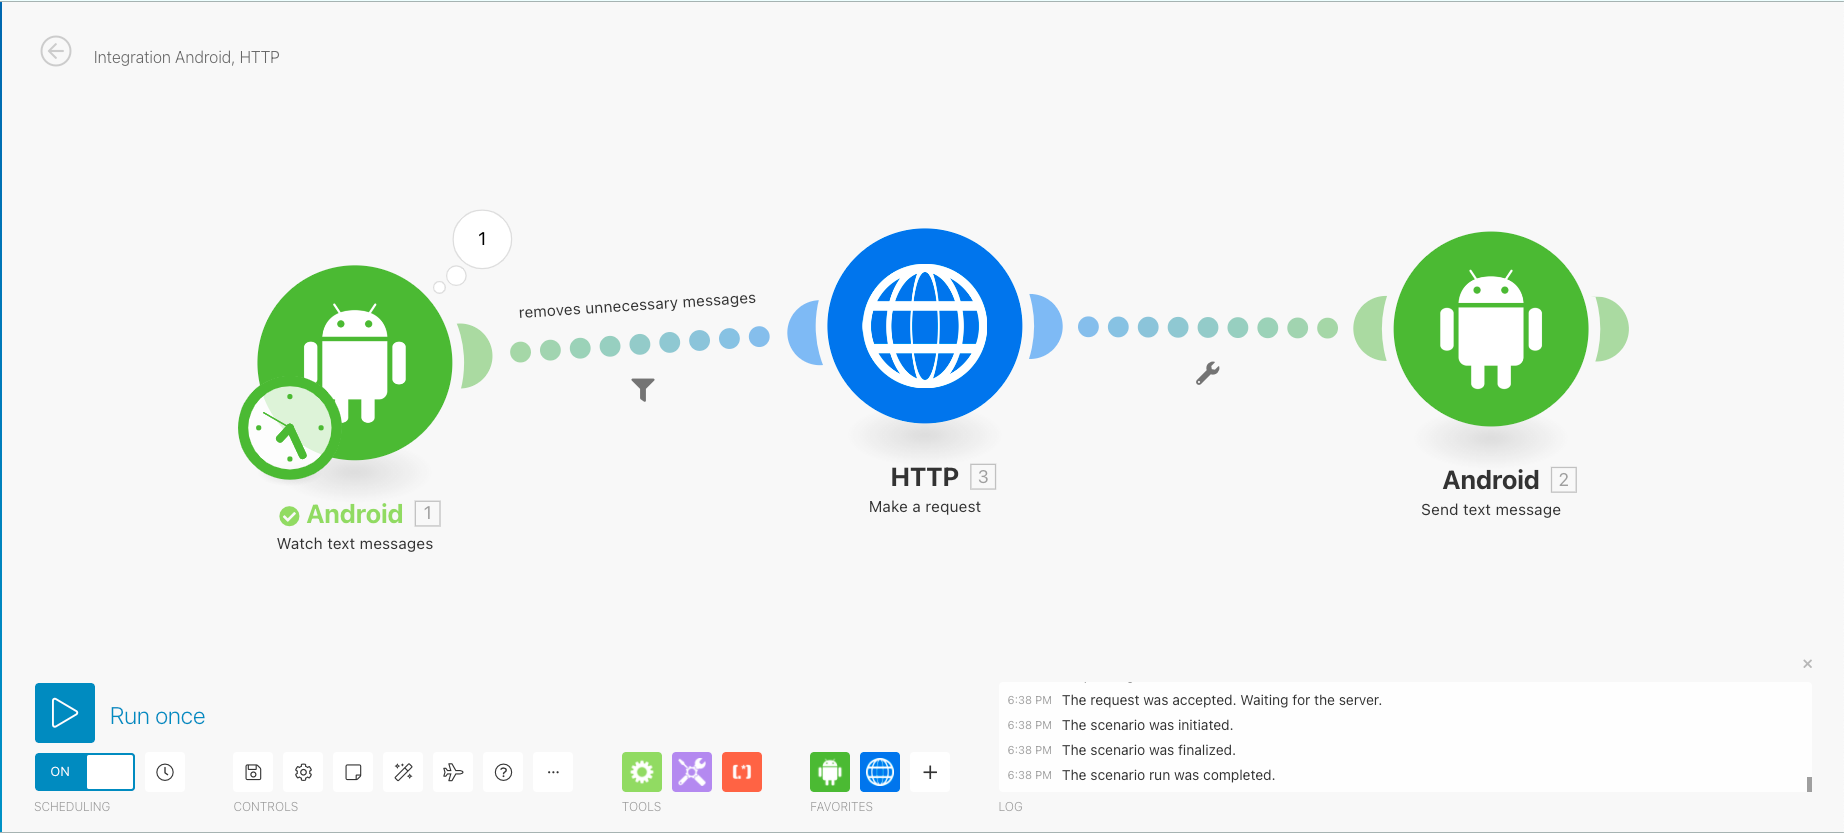 Integration Android, HTTP
1
removes unnecessary messages
Android 1
Watch text messages
HTTP 3
Make a request
Android 2
Send text message
Run once
ON
SCHEDULING
CONTROLS
TOOLS
FAVORITES
6:38 PM The request was accepted. Waiting for the server.
6:38 PM The scenario was initiated.
6:38 PM The scenario was finalized.
6:38 PM The scenario run was completed.
LOG